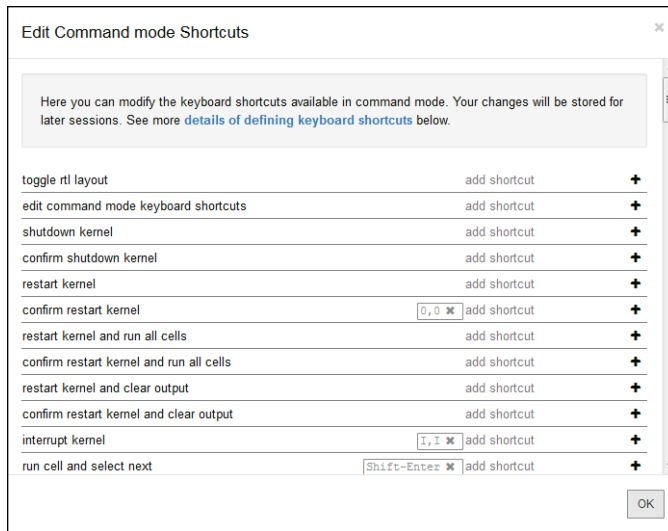 Edit Command mode Shortcuts
Here you can modify the keyboard shortcuts available in command mode. Your changes will be stored for
later sessions. See more details of defining keyboard shortcuts below.
toggle rtl layout add shortcut
edit command mode keyboard shortcuts add shortcut
shutdown kernel add shortcut
confirm shutdown kernel add shortcut
restart kernel add shortcut
confirm restart kernel 0,0 add shortcut
restart kernel and run all cells add shortcut
confirm restart kernel and run all cells add shortcut
restart kernel and clear output add shortcut
confirm restart kernel and clear output add shortcut
interrupt kernel I,I add shortcut
run cell and select next Shift-Enter add shortcut
OK